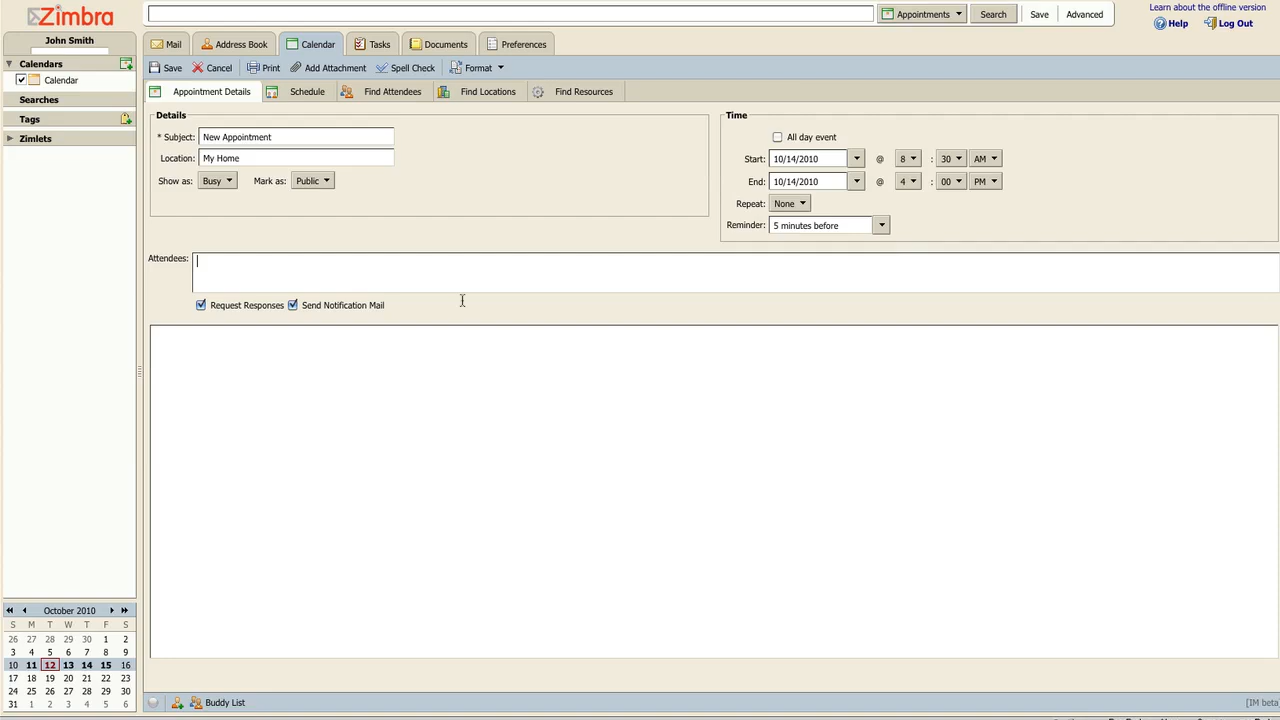 Zimbra
John Smith
Calendars
Calendar
Searches
Tags
Zimlets
Appointments
Search
Save
Advanced
Learn about the offline version
Help
Log Out
Mail
Address Book
Calendar
Tasks
Documents
Preferences
Save
Cancel
Print
Add Attachment
Spell Check
Format
Appointment Details
Schedule
Find Attendees
Find Locations
Find Resources
Details
* Subject: New Appointment
Location: My Home
Show as: Busy Mark as: Public
Time
All day event
Start: 10/14/2010 @ 8 : 30 AM
End: 10/14/2010 @ 4 : 00 PM
Repeat: None
Reminder: 5 minutes before
Attendees:
Request Responses Send Notification Mail
October 2010
S M T W T F S
26 27 28 29 30 1 2
3 4 5 6 7 8 9
10 11 12 13 14 15 16
17 18 19 20 21 22 23
24 25 26 27 28 29 30
31 1 2 3 4 5 6
Buddy List
[IM beta